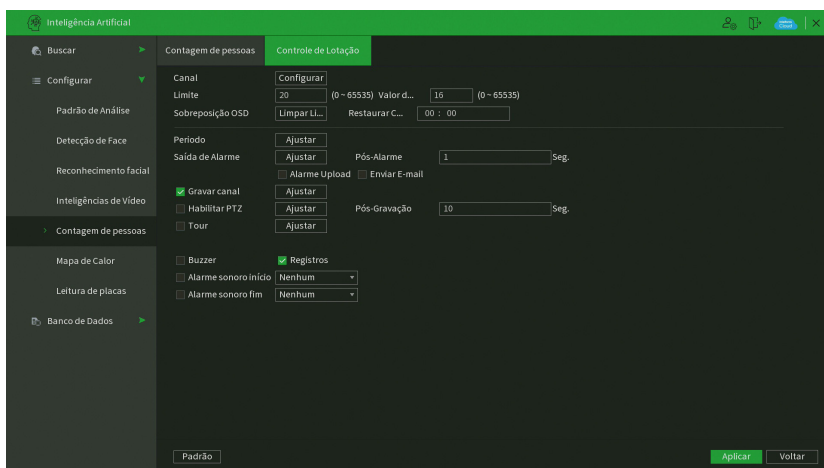 Inteligência Artificial
Cloud
Buscar
Configurar
Padrão de Análise
Detecção de Face
Reconhecimento facial
Inteligências de Vídeo
Contagem de pessoas
Mapa de Calor
Leitura de placas
Banco de Dados
Contagem de pessoas Controle de Lotação
Canal Configurar
Limite 20 (0 ~ 65535) Valor d... 16 (0 ~ 65535)
Sobreposição OSD Limpar Li... Restaurar C... 00 : 00
Periodo Ajustar
Saída de Alarme Ajustar Pós-Alarme 1 Seg.
Alarme Upload Enviar E-mail
Gravar canal Ajustar
Habilitar PTZ Ajustar Pós-Gravação 10 Seg.
Tour Ajustar
Buzzer Registros
Alarme sonoro início Nenhum
Alarme sonoro fim Nenhum
Padrão Aplicar Voltar